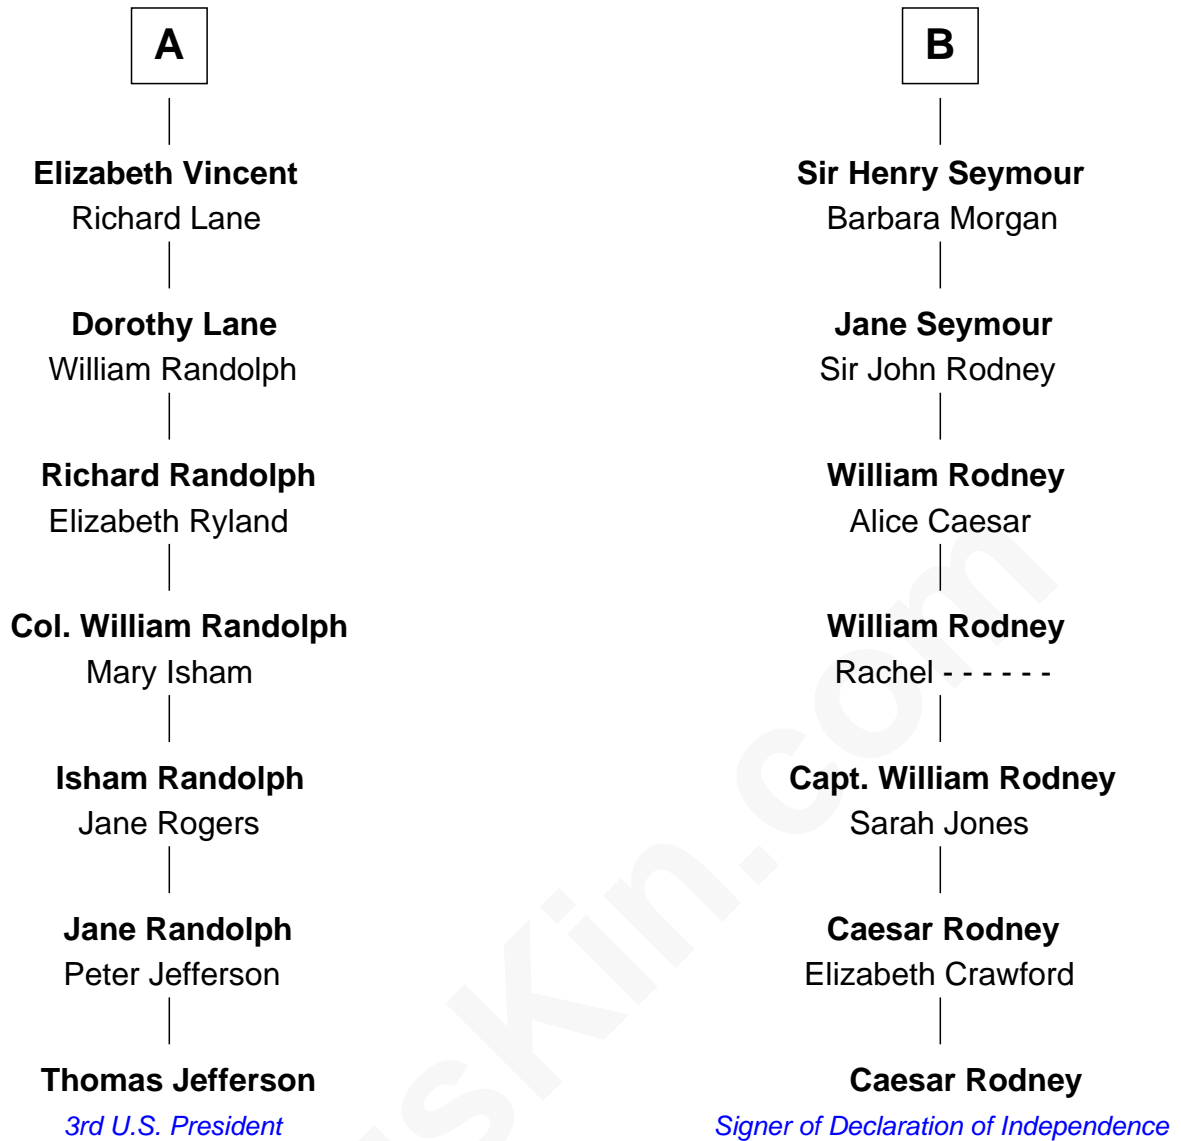 A
Elizabeth Vincent
Richard Lane
Dorothy Lane
William Randolph
Richard Randolph
Elizabeth Ryland
Col. William Randolph
Mary Isham
Isham Randolph
Jane Rogers
Jane Randolph
Peter Jefferson
Thomas Jefferson
3rd U.S. President
B
Sir Henry Seymour
Barbara Morgan
Jane Seymour
Sir John Rodney
William Rodney
Alice Caesar
William Rodney
Rachel - - - - - -
Capt. William Rodney
Sarah Jones
Caesar Rodney
Elizabeth Crawford
Caesar Rodney
Signer of Declaration of Independence
sKin.com